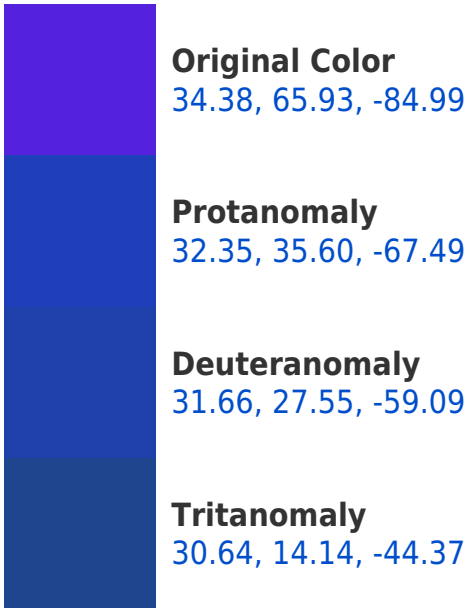 Original Color
34.38, 65.93, -84.99
Protanomaly
32.35, 35.60, -67.49
Deuteranomaly
31.66, 27.55, -59.09
Tritanomaly
30.64, 14.14, -44.37